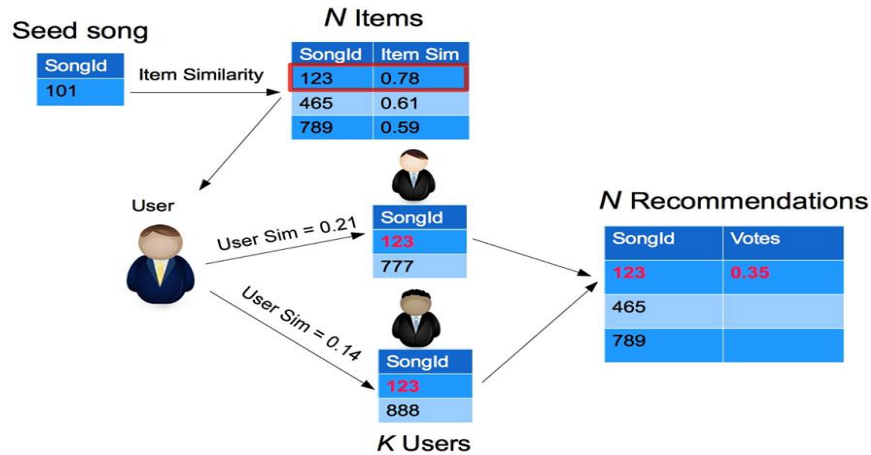 N Items
Seed song
SongId
101
Item Similarity
SongId Item Sim
123 0.78
465 0.61
789 0.59
User
User Sim = 0.21
SongId
123
777
User Sim = 0.14
SongId
123
888
K Users
N Recommendations
SongId Votes
123 0.35
465
789